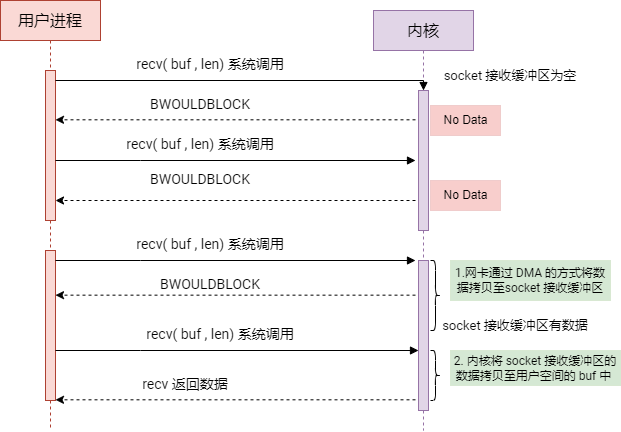 用户进程
内核
recv( buf , len) 系统调用
socket 接收缓冲区为空
BWOULDBLOCK
No Data
recv( buf , len) 系统调用
BWOULDBLOCK
No Data
recv( buf , len) 系统调用
1.网卡通过 DMA 的方式将数
据拷贝至socket 接收缓冲区
BWOULDBLOCK
socket 接收缓冲区有数据
recv( buf , len) 系统调用
2. 内核将 socket 接收缓冲区的
数据拷贝至用户空间的 buf 中
recv 返回数据